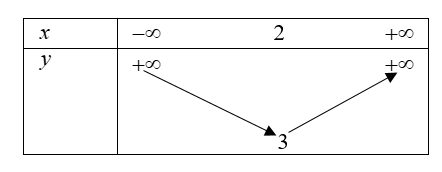 x −∞ 2 +∞
y +∞ +∞
3